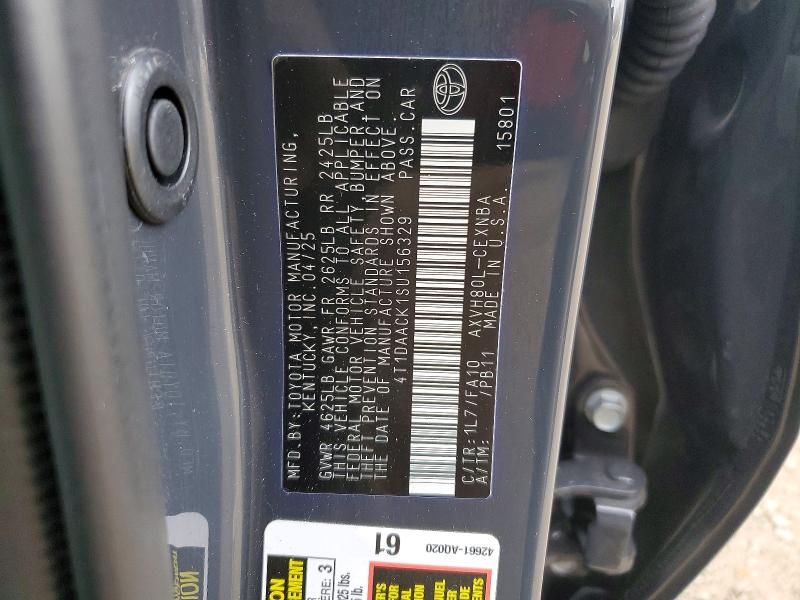 MFD.BY:TOYOTA MOTOR MANUFACTURING,
KENTUCKY, INC. 04/25
GVWR 4625LB GAWR FR 2625LB RR 2425LB
THIS VEHICLE CONFORMS TO ALL APPLICABLE
FEDERAL MOTOR VEHICLE SAFETY, BUMPER AND
THEFT PREVENTION STANDARDS IN EFFECT ON
THE DATE OF MANUFACTURE SHOWN ABOVE.
4T1DAACK1SU156329 PASS.CAR
C/TR: 1L7/FA10 AXVH80L-CEXNBA
A/TM: /PB11 MADE IN U.S.A. 15801
61
42661-AQ020
3